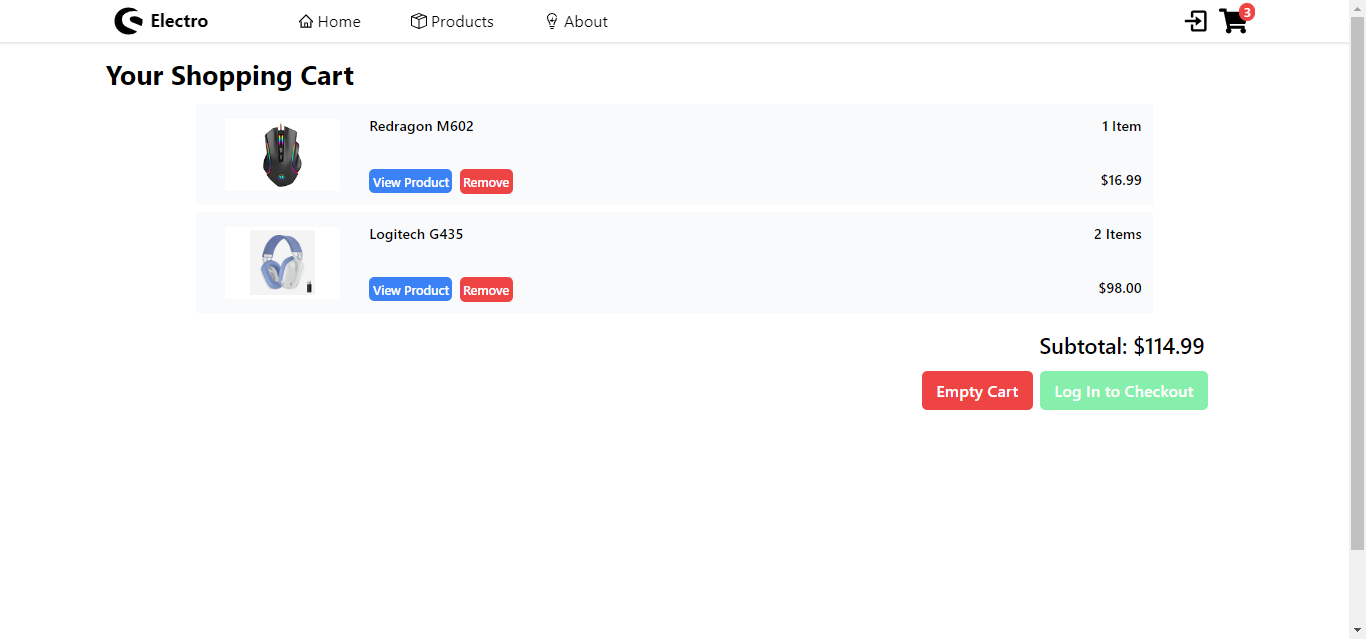 Electro
Home
Products
About
3
Your Shopping Cart
Redragon M602
1 Item
View Product
Remove
$16.99
Logitech G435
2 Items
View Product
Remove
$98.00
Subtotal: $114.99
Empty Cart
Log In to Checkout